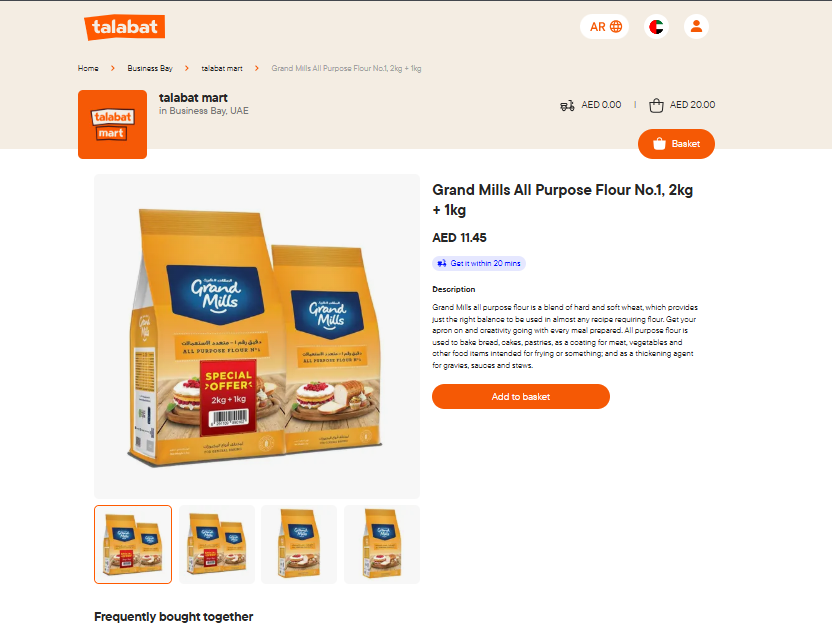 talabat
AR
Home > Business Bay > talabat mart > Grand Mills All Purpose Flour No.1, 2kg + 1kg
talabat mart
in Business Bay, UAE
talabat
mart
AED 0.00 | AED 20.00
Basket
Grand Mills All Purpose Flour No.1, 2kg
+ 1kg
AED 11.45
Get it within 20 mins
Description
Grand Mills all purpose flour is a blend of hard and soft wheat, which provides
just the right balance to be used in almost any recipe requiring flour. Get your
apron on and creativity going with every meal prepared. All purpose flour is
used to bake bread, cakes, pastries, as a coating for meat, vegetables and
other food items intended for frying or something; and as a thickening agent
for gravies, sauces and stews.
Add to basket
Grand
Mills
دقيق رقم ١ - متعدد الاستعمالات
ALL PURPOSE FLOUR Nº1
SPECIAL
OFFER
2kg + 1kg
Grand
Mills
دقيق رقم ١ - متعدد الاستعمالات
ALL PURPOSE FLOUR Nº1
Frequently bought together